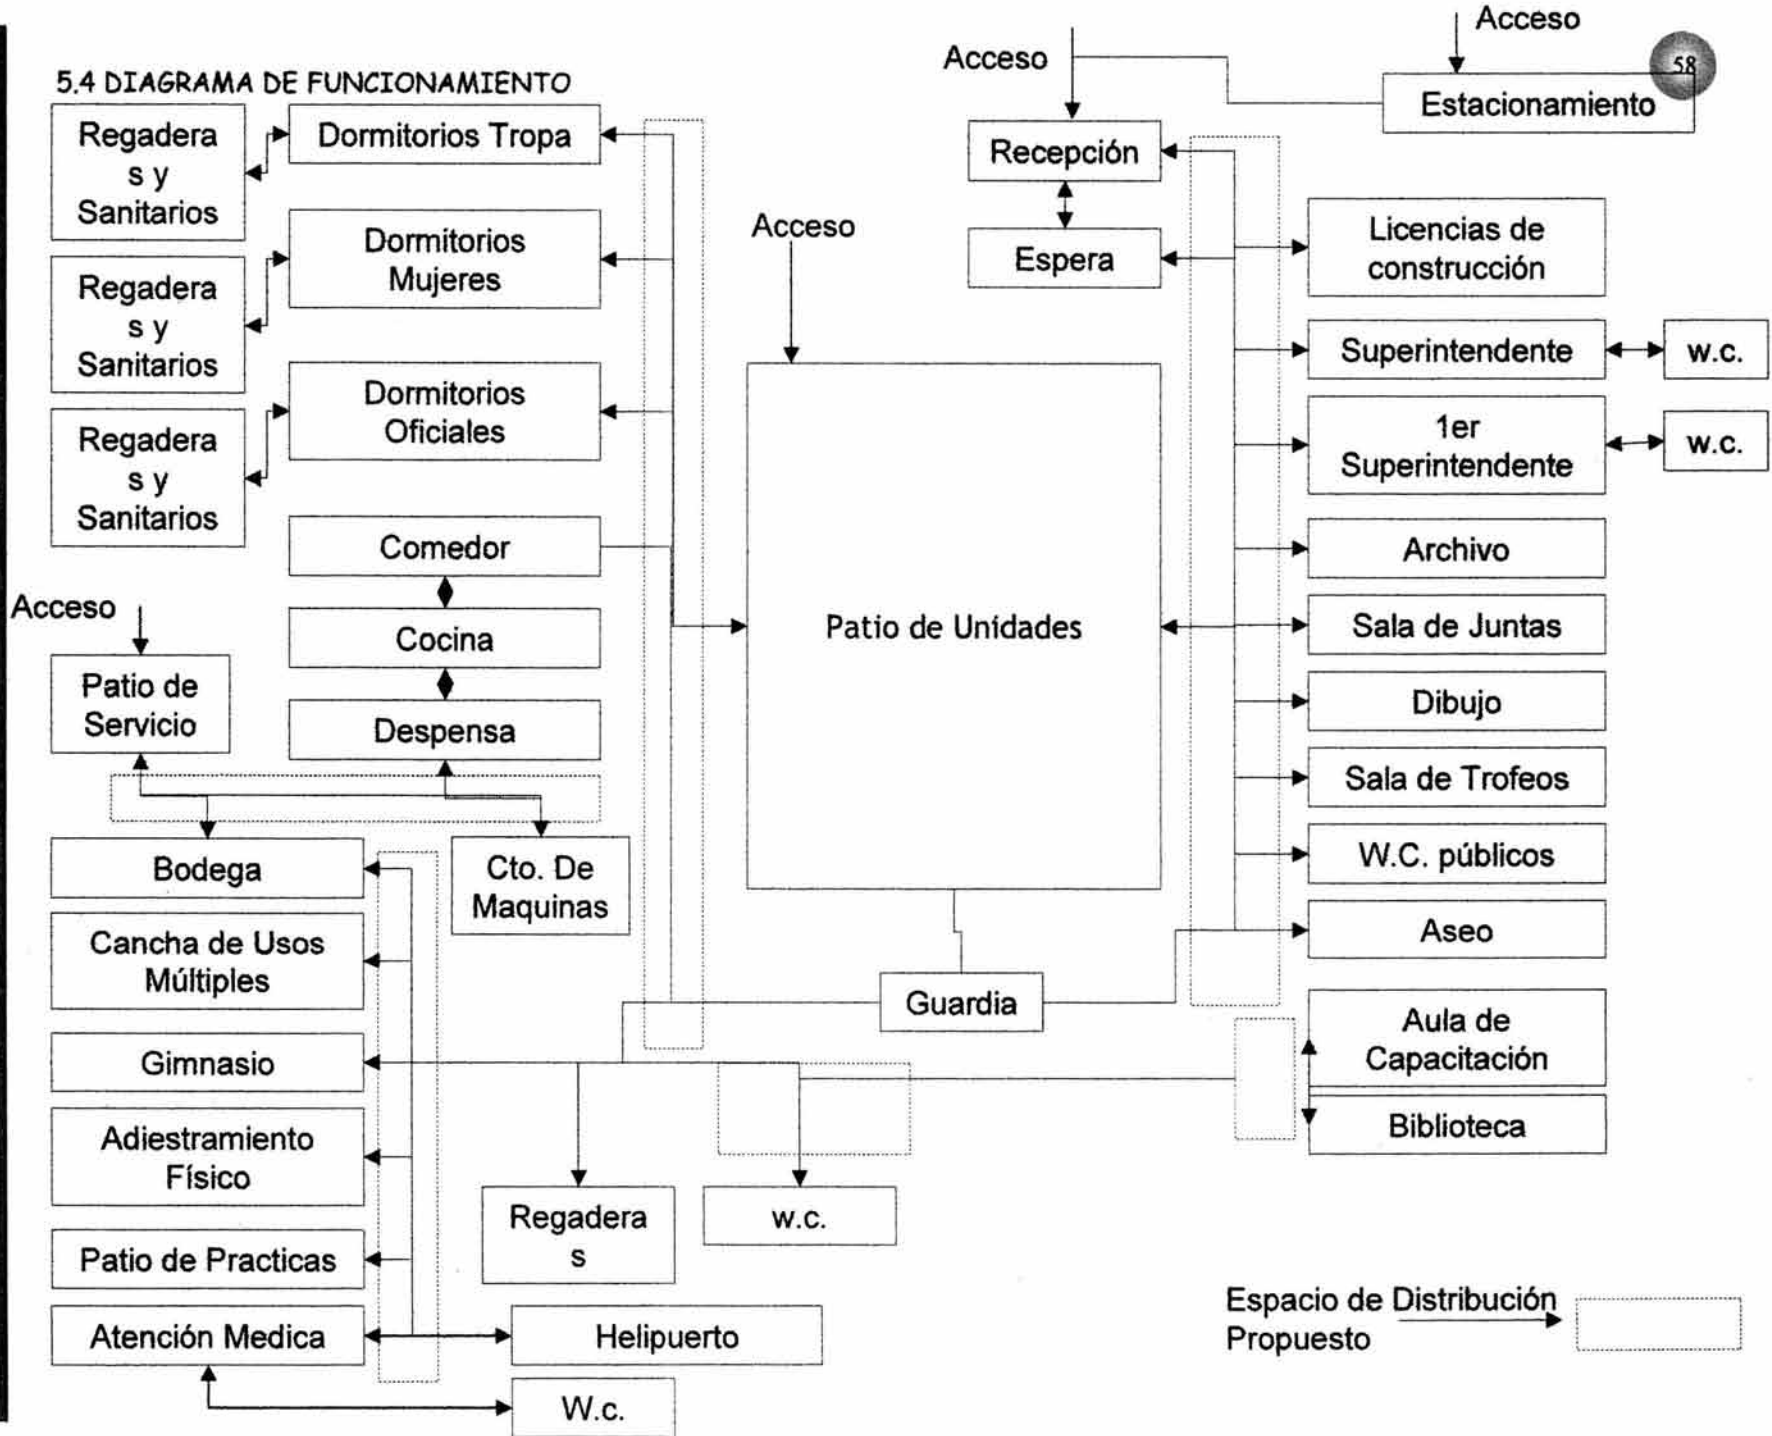 Acceso
58
Acceso
5.4 DIAGRAMA DE FUNCIONAMIENTO
Estacionamiento
Regadera
s y
Sanitarios
Dormitorios Tropa
Recepción
Acceso
Dormitorios
Mujeres
Espera
Licencias de
construcción
Regadera
s y
Sanitarios
Superintendente
w.c.
Dormitorios
Oficiales
1er
Superintendente
w.c.
Regadera
s y
Sanitarios
Comedor
Archivo
Acceso
Cocina
Patio de Unidades
Sala de Juntas
Patio de
Servicio
Despensa
Dibujo
Sala de Trofeos
Bodega
Cto. De
Maquinas
W.C. públicos
Cancha de Usos
Múltiples
Aseo
Guardia
Aula de
Capacitación
Gimnasio
Biblioteca
Adiestramiento
Físico
Regadera
s
w.c.
Patio de Practicas
Atención Medica
Helipuerto
Espacio de Distribución
Propuesto
W.c.